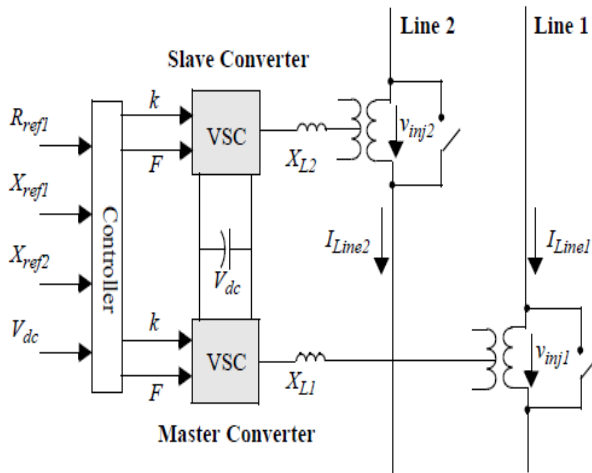 Line 2
Line 1
Slave Converter
k
R_ref1
VSC
v_inj2
F
X_L2
X_ref1
Controller
I_Line2
I_Line1
X_ref2
V_dc
V_dc
k
VSC
v_inj1
X_L1
F
Master Converter